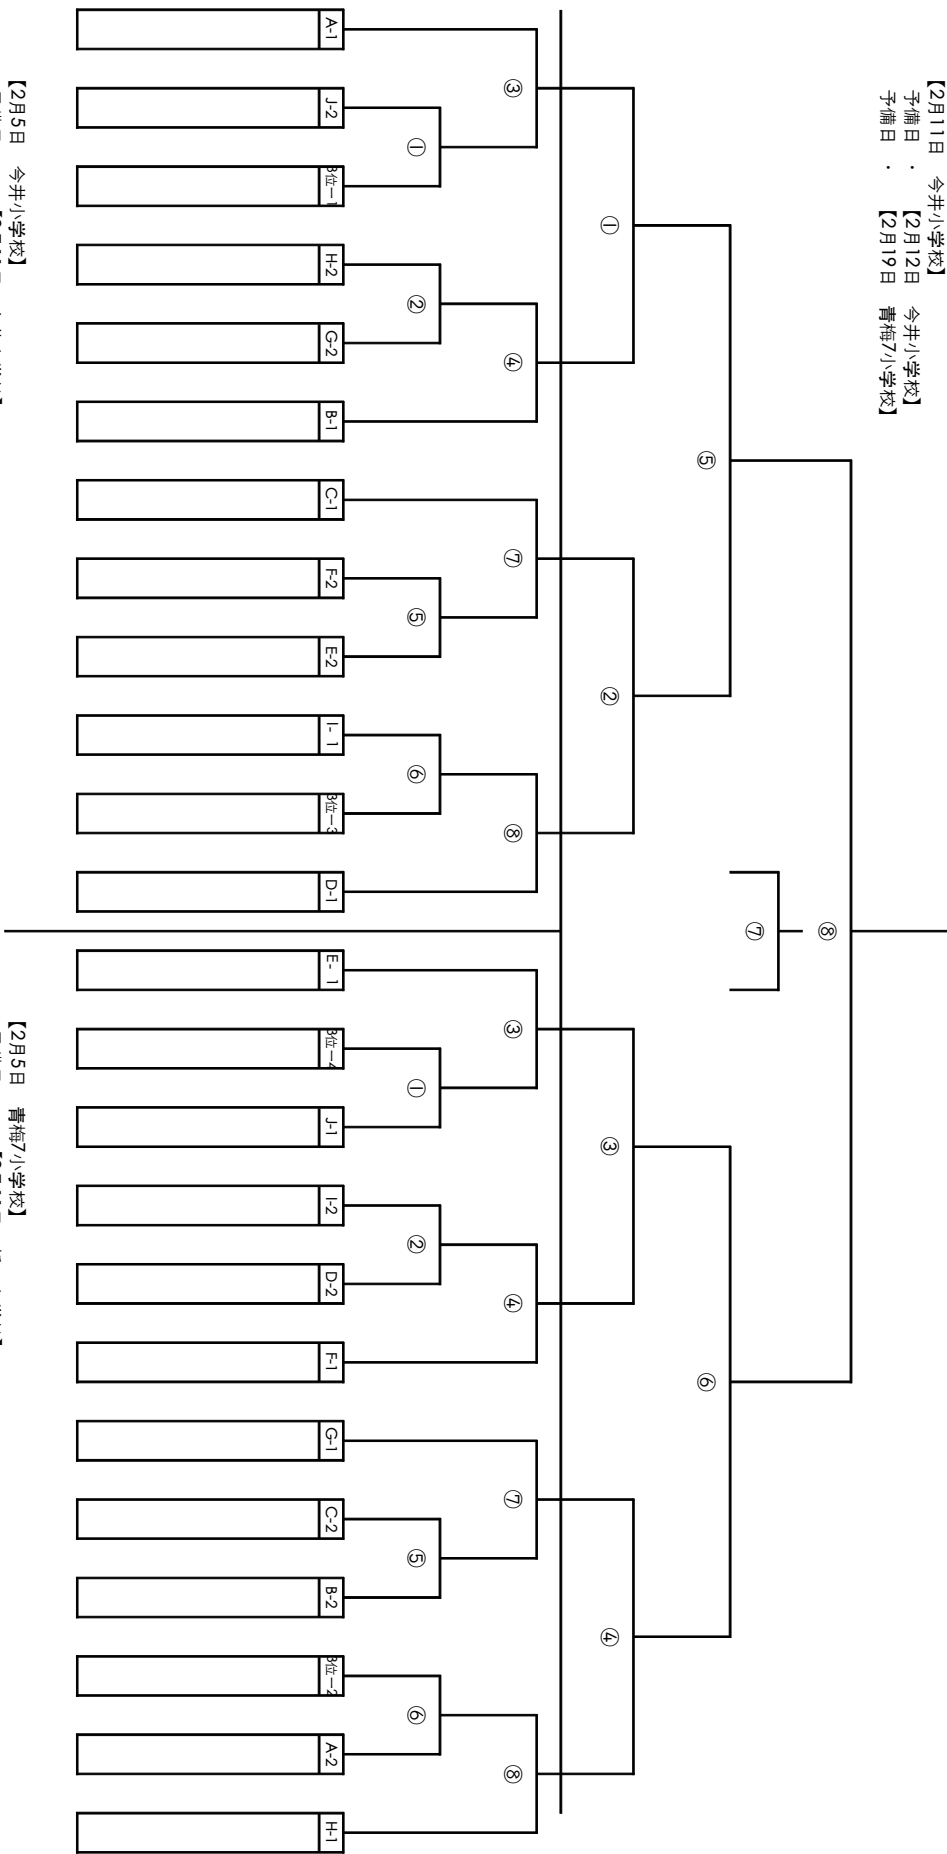 【2月11日 今井小学校】
予備日 ・ 【2月12日 今井小学校】
予備日 ・ 【2月19日 青梅7小学校】
⑧
⑦
⑤
⑥
①
②
③
④
③
④
⑦
⑧
③
④
⑦
⑧
①
②
⑤
⑥
①
②
⑤
⑥
A-1
J-2
3位ー1
H-2
G-2
B-1
C-1
F-2
E-2
I-1
3位ー3
D-1
E-1
3位ー4
J-1
I-2
D-2
F-1
G-1
C-2
B-2
3位ー2
A-2
H-1
【2月5日 今井小学校】
【2月5日 青梅7小学校】